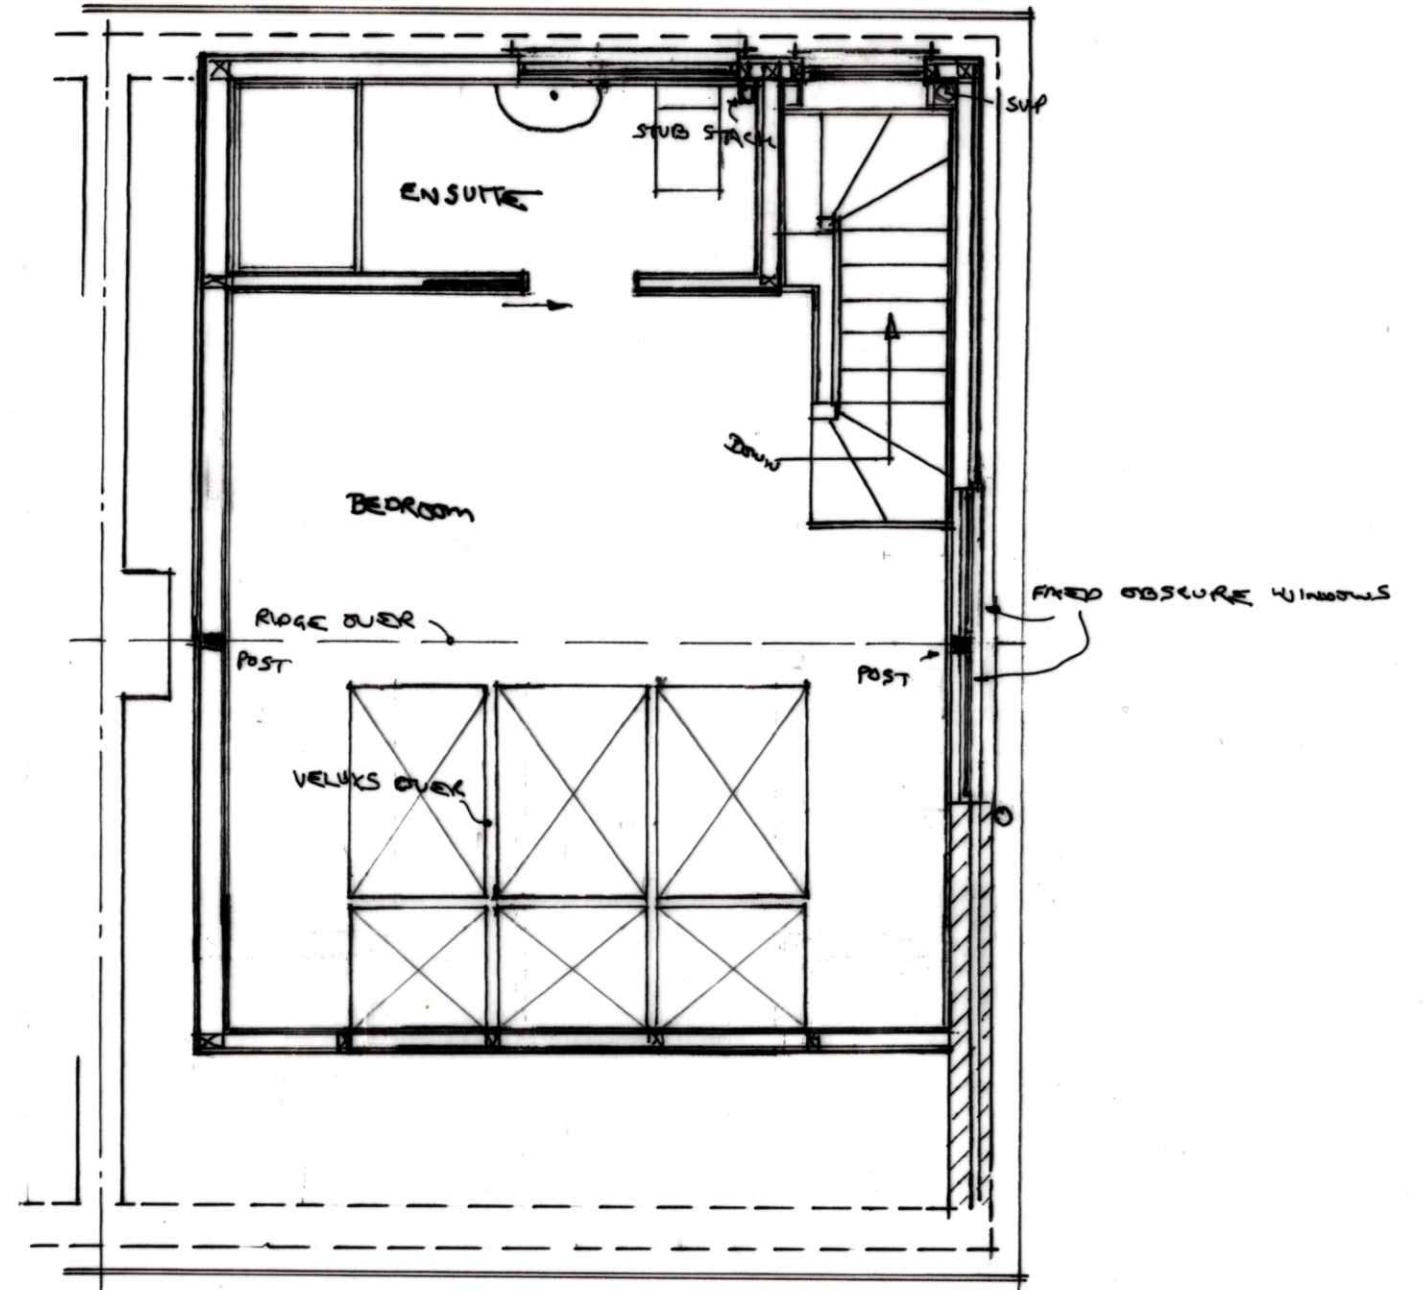 SVP
STUB STACK
ENSUITE
DOWN
BEDROOM
FIXED OBSCURE WINDOWS
RIDGE OVER
POST
POST
VELUXS OVER